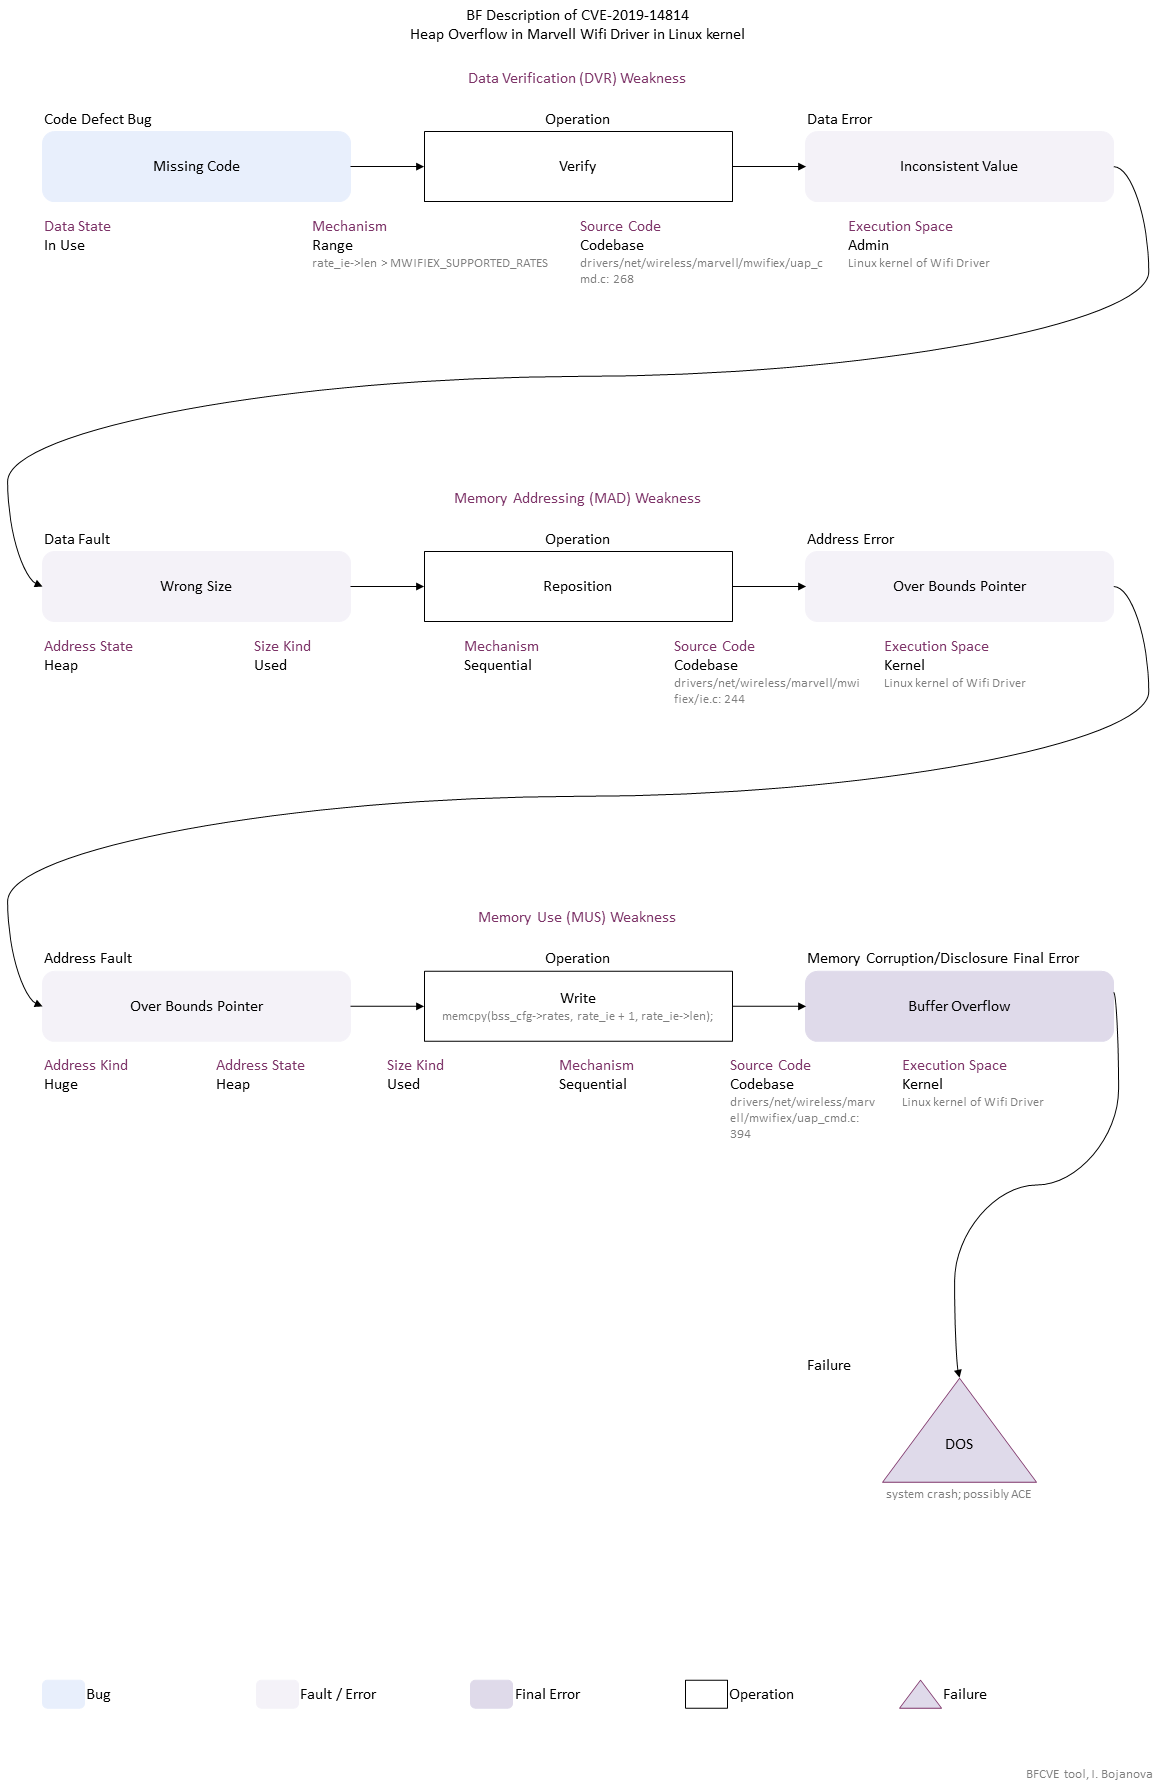 BF Description of CVE-2019-14814
Heap Overflow in Marvell Wifi Driver in Linux kernel
Data Verification (DVR) Weakness
Code Defect Bug
Operation
Data Error
Missing Code
Verify
Inconsistent Value
Data State
Mechanism
Source Code
Execution Space
In Use
Range
Codebase
Admin
rate_ie->len > MWIFIEX_SUPPORTED_RATES
drivers/net/wireless/marvell/mwifiex/uap_c
md.c: 268
Linux kernel of Wifi Driver
Memory Addressing (MAD) Weakness
Data Fault
Operation
Address Error
Wrong Size
Reposition
Over Bounds Pointer
Address State
Size Kind
Mechanism
Source Code
Execution Space
Heap
Used
Sequential
Codebase
Kernel
drivers/net/wireless/marvell/mwi
fiex/ie.c: 244
Linux kernel of Wifi Driver
Memory Use (MUS) Weakness
Address Fault
Operation
Memory Corruption/Disclosure Final Error
Over Bounds Pointer
Write
memcpy(bss_cfg->rates, rate_ie + 1, rate_ie->len);
Buffer Overflow
Address Kind
Address State
Size Kind
Mechanism
Source Code
Execution Space
Huge
Heap
Used
Sequential
Codebase
Kernel
drivers/net/wireless/marv
ell/mwifiex/uap_cmd.c:
394
Linux kernel of Wifi Driver
Failure
DOS
system crash; possibly ACE
Bug
Fault / Error
Final Error
Operation
Failure
BFCVE tool, I. Bojanova